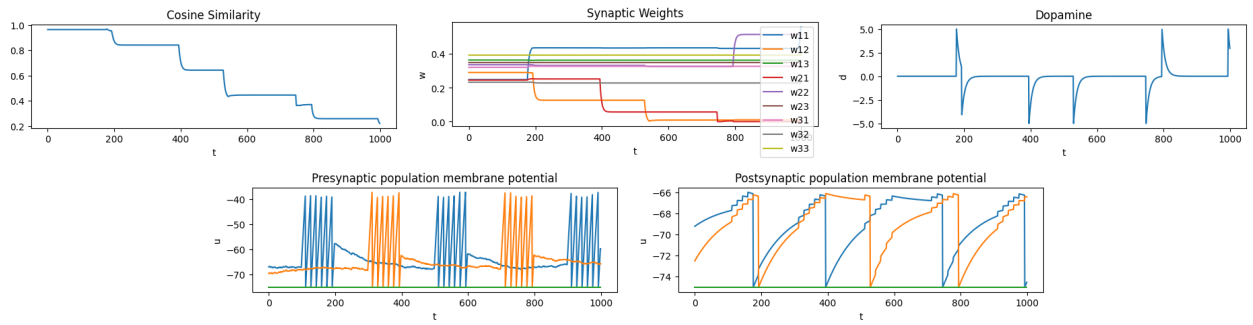 Cosine Similarity
1.0
0.8
0.6
0.4
0.2
0 200 400 600 800 1000
t
Synaptic Weights
w
0.4
0.2
0.0
0 200 400 600 800
t
w11
w12
w13
w21
w22
w23
w31
w32
w33
Dopamine
d
5.0
2.5
0.0
−2.5
−5.0
0 200 400 600 800 1000
t
Presynaptic population membrane potential
u
−40
−50
−60
−70
0 200 400 600 800 1000
t
Postsynaptic population membrane potential
u
−66
−68
−70
−72
−74
0 200 400 600 800 1000
t